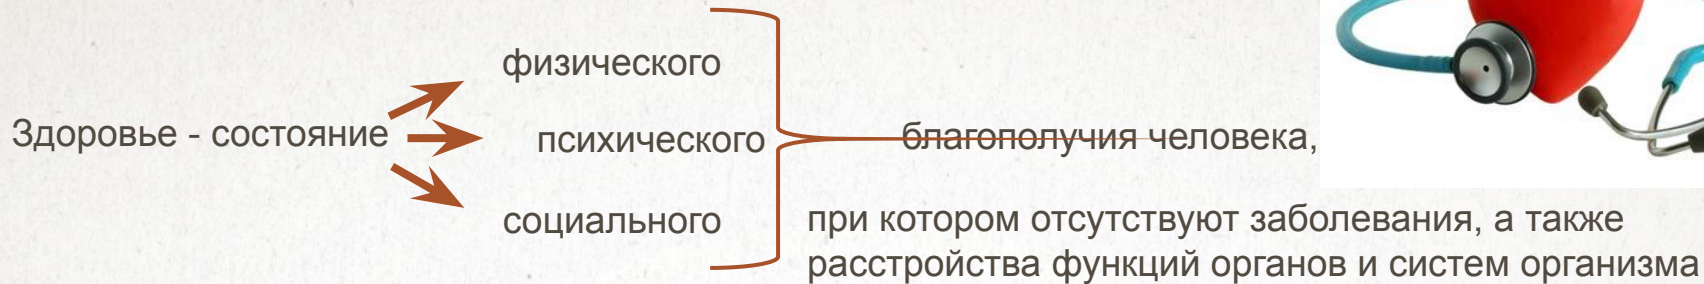 физического
Здоровье - состояние
психического
благополучия человека,
социального
при котором отсутствуют заболевания, а также
расстройства функций органов и систем организма